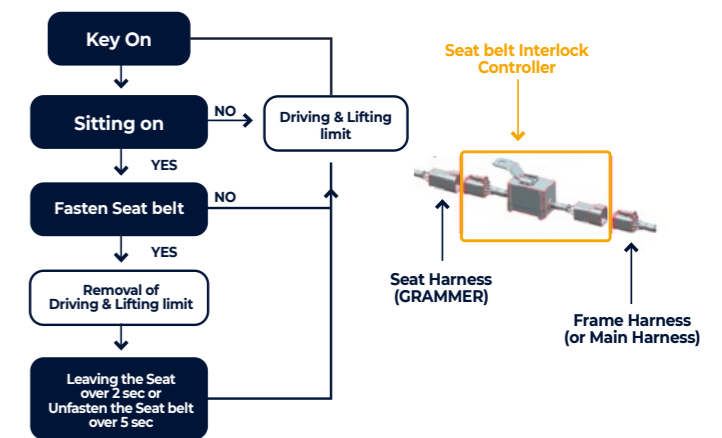 Key On
Sitting on
NO
Driving & Lifting
limit
YES
Fasten Seat belt
NO
YES
Removal of
Driving & Lifting limit
Leaving the Seat
over 2 sec or
Unfasten the Seat belt
over 5 sec
Seat belt Interlock
Controller
Seat Harness
(GRAMMER)
Frame Harness
(or Main Harness)